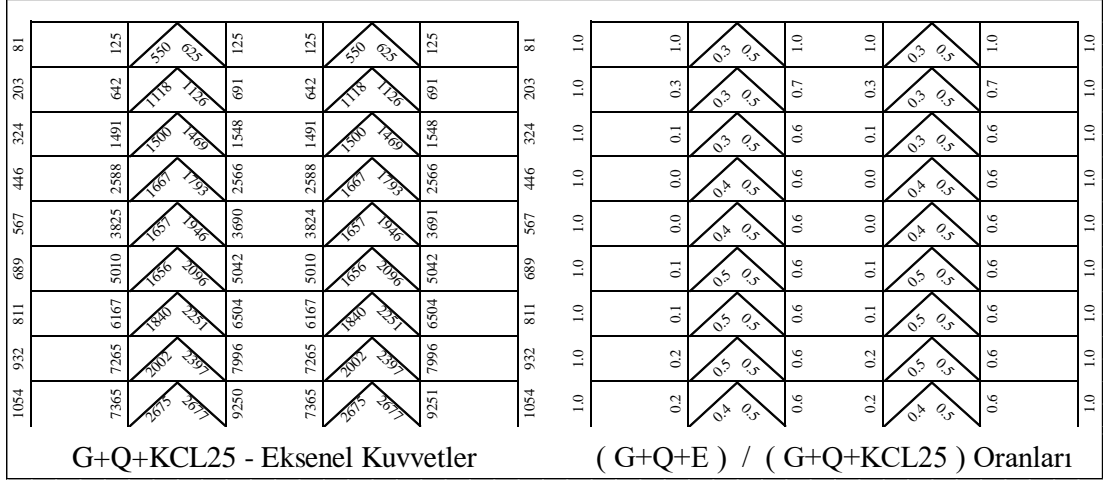 81 125 550 625 125 125 550 625 125 81 1.0 1.0 0.3 0.5 1.0 1.0 0.3 0.5 1.0 1.0
203 642 1118 1126 691 642 1118 1126 691 203 1.0 0.3 0.3 0.5 0.7 0.3 0.3 0.5 0.7 1.0
324 1491 1500 1469 1548 1491 1500 1469 1548 324 1.0 0.1 0.3 0.5 0.6 0.1 0.3 0.5 0.6 1.0
446 2588 1667 1793 2566 2588 1667 1793 2566 446 1.0 0.0 0.4 0.5 0.6 0.0 0.4 0.5 0.6 1.0
567 3825 1657 1946 3690 3824 1657 1946 3691 567 1.0 0.0 0.4 0.5 0.6 0.0 0.4 0.5 0.6 1.0
689 5010 1656 2096 5042 5010 1656 2096 5042 689 1.0 0.1 0.5 0.5 0.6 0.1 0.5 0.5 0.6 1.0
811 6167 1840 2251 6504 6167 1840 2251 6504 811 1.0 0.1 0.5 0.5 0.6 0.1 0.5 0.5 0.6 1.0
932 7265 2002 2397 7996 7265 2002 2397 7996 932 1.0 0.2 0.5 0.5 0.6 0.2 0.5 0.5 0.6 1.0
1054 7365 2675 2677 9250 7365 2675 2677 9251 1054 1.0 0.2 0.4 0.5 0.6 0.2 0.4 0.5 0.6 1.0
G+Q+KCL25 - Eksenel Kuvvetler
( G+Q+E ) / ( G+Q+KCL25 ) Oranları